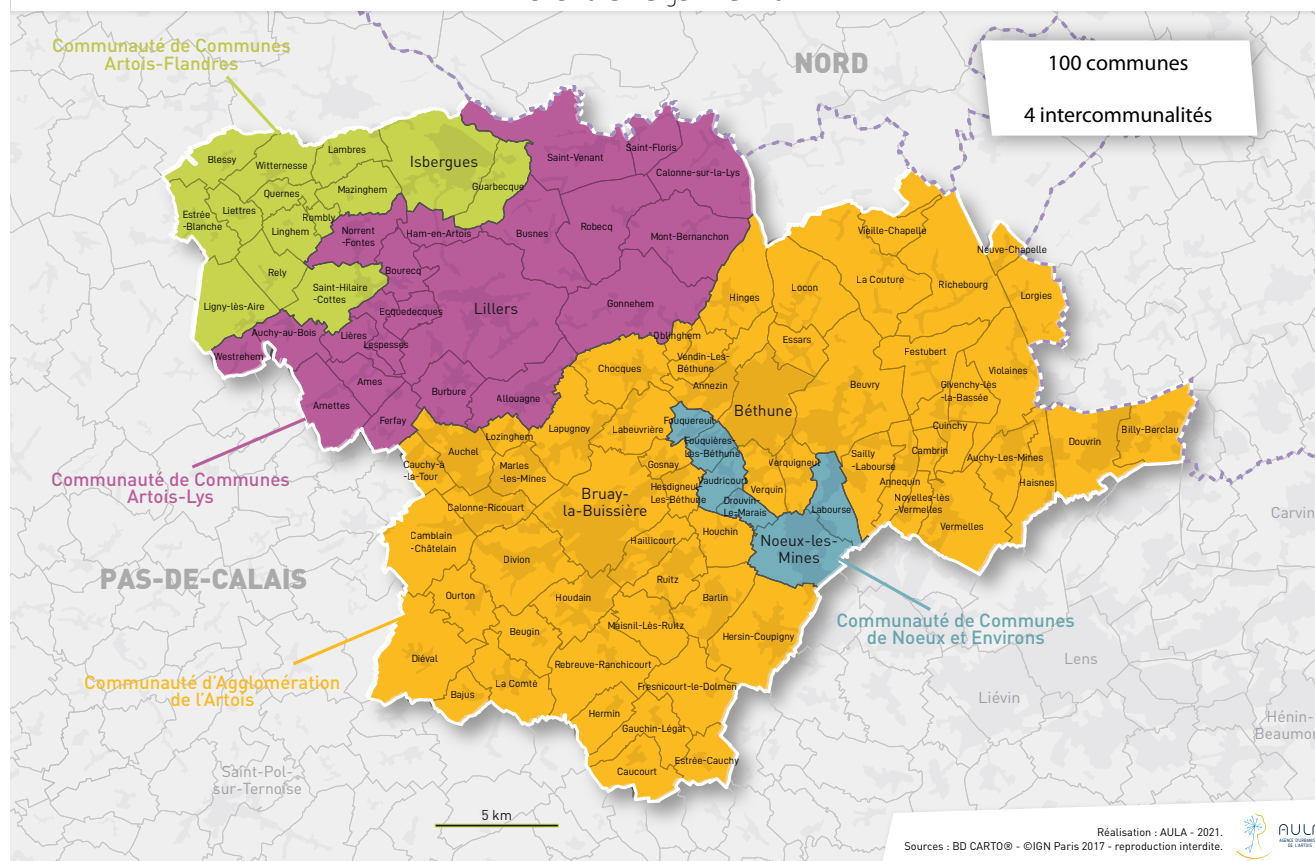 Communauté de Communes
Artois-Flandres
NORD
100 communes
4 intercommunalités
Blessy
Witternesse
Lambres
Isbergues
Guarbecque
Quernes
Mazinghem
Estrée
-Blanche
Liettres
Rombly
Linghem
Rely
Saint-Hilaire
-Cottes
Ligny-lès-Aire
Saint-Venant
Saint-Floris
Calonne-sur-la-Lys
Norrent
-Fontes
Ham-en-Artois
Busnes
Robecq
Mont-Bernanchon
Bourecq
Ecquedecques
Lillers
Gonnehem
Auchy-au-Bois
Lières
Lespesses
Westrehem
Ames
Amettes
Ferfay
Burbure
Allouagne
Vieille-Chapelle
Neuve-Chapelle
Locon
La Couture
Richebourg
Lorgies
Hinges
Essars
Festubert
Violaines
Oblinghem
Vendin-Les-
Béthune
Chocques
Annezin
Béthune
Beuvry
Givenchy-lès
-la-Bassée
Cuinchy
Cambrin
Auchy-Les-Mines
Douvrin
Billy-Berclau
Haisnes
Lapugnoy
Labeuvrière
Fouquereuil
Fouquières-
Les-Béthune
Verquigneul
Sailly
-Labourse
Annequin
Noyelles-lès
-Vermelles
Vermelles
Lozinghem
Auchel
Cauchy-à
-la-Tour
Marles
-les-Mines
Gosnay
Hesdigneul
Les-Béthune
Vaudricourt
Verquin
Drouvin-
Le-Marais
Labourse
Calonne-Ricouart
Bruay-
la-Buissière
Houchin
Noeux-les-
Mines
Camblain
-Châtelain
Haillicourt
Divion
Ruitz
Barlin
Ourton
Houdain
Maisnil-Lès-Ruitz
Hersin-Coupigny
Beugin
Diéval
Rebreuve-Ranchicourt
La Comté
Bajus
Fresnicourt-le-Dolmen
Hermin
Gauchin-Légat
Estrée-Cauchy
Caucourt
Communauté de Communes
Artois-Lys
PAS-DE-CALAIS
Communauté d'Agglomération
de l'Artois
Communauté de Communes
de Noeux et Environs
Carvin
Lens
Liévin
Hénin-
Beaumon
Saint-Pol-
sur-Ternoise
5 km
Réalisation : AULA - 2021.
Sources : BD CARTO® - ©IGN Paris 2017 - reproduction interdite.
AULA
AGENCE D'URBANISME
DE L'ARTOIS